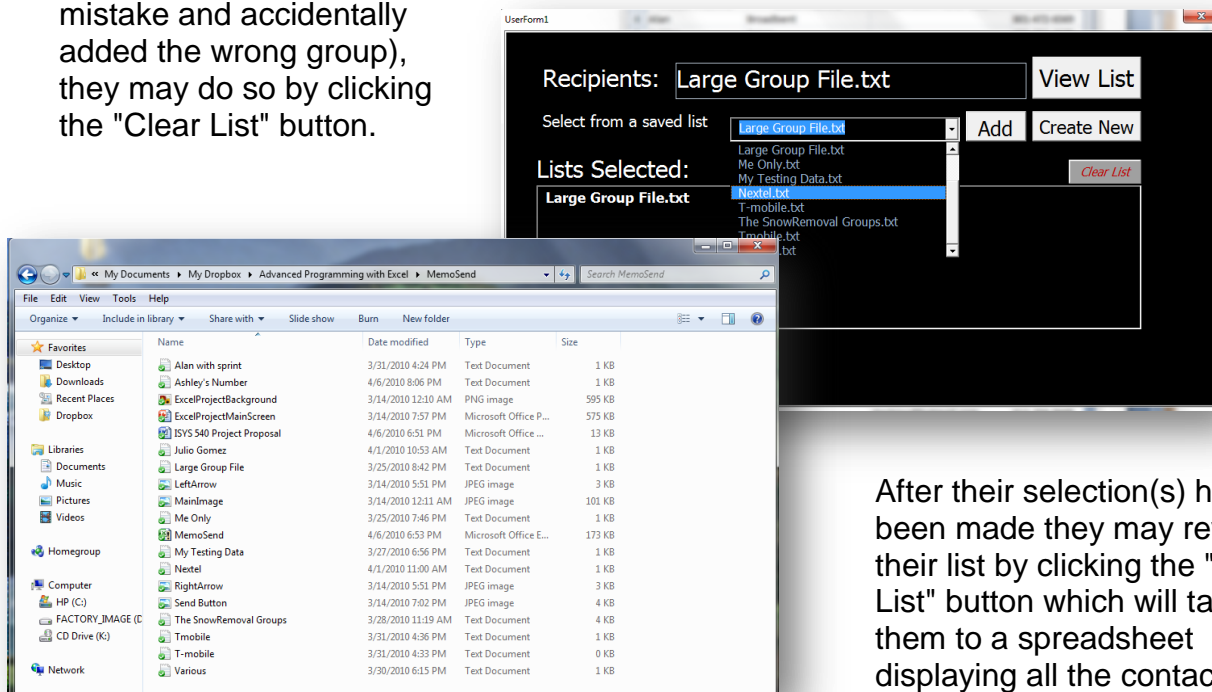 mistake and accidentally
added the wrong group),
they may do so by clicking
the "Clear List" button.
UserForm1
Recipients: Large Group File.txt View List
Select from a saved list Large Group File.txt Add Create New
Large Group File.txt
Me Only.txt
My Testing Data.txt
Nextel.txt
T-mobile.txt
The SnowRemoval Groups.txt
Tmobile.txt
.txt
Lists Selected: Clear List
Large Group File.txt
« My Documents ▸ My Dropbox ▸ Advanced Programming with Excel ▸ MemoSend Search MemoSend
File Edit View Tools Help
Organize Include in library Share with Slide show Burn New folder
Favorites
Desktop
Downloads
Recent Places
Dropbox
Libraries
Documents
Music
Pictures
Videos
Homegroup
Computer
HP (C:)
FACTORY_IMAGE (D
CD Drive (K:)
Network
Name Date modified Type Size
Alan with sprint 3/31/2010 4:24 PM Text Document 1 KB
Ashley's Number 4/6/2010 8:06 PM Text Document 1 KB
ExcelProjectBackground 3/14/2010 12:10 AM PNG image 595 KB
ExcelProjectMainScreen 3/14/2010 7:57 PM Microsoft Office P... 575 KB
ISYS 540 Project Proposal 4/6/2010 6:51 PM Microsoft Office ... 13 KB
Julio Gomez 4/1/2010 10:53 AM Text Document 1 KB
Large Group File 3/25/2010 8:42 PM Text Document 1 KB
LeftArrow 3/14/2010 5:51 PM JPEG image 3 KB
MainImage 3/14/2010 12:11 AM JPEG image 101 KB
Me Only 3/25/2010 7:46 PM Text Document 1 KB
MemoSend 4/6/2010 6:53 PM Microsoft Office E... 173 KB
My Testing Data 3/27/2010 6:56 PM Text Document 1 KB
Nextel 4/1/2010 11:00 AM Text Document 1 KB
RightArrow 3/14/2010 5:51 PM JPEG image 3 KB
Send Button 3/14/2010 7:02 PM JPEG image 4 KB
The SnowRemoval Groups 3/28/2010 11:19 AM Text Document 4 KB
Tmobile 3/31/2010 4:36 PM Text Document 1 KB
T-mobile 3/31/2010 4:33 PM Text Document 0 KB
Various 3/30/2010 6:15 PM Text Document 1 KB
After their selection(s) h
been made they may re
their list by clicking the "
List" button which will ta
them to a spreadsheet
displaying all the contac